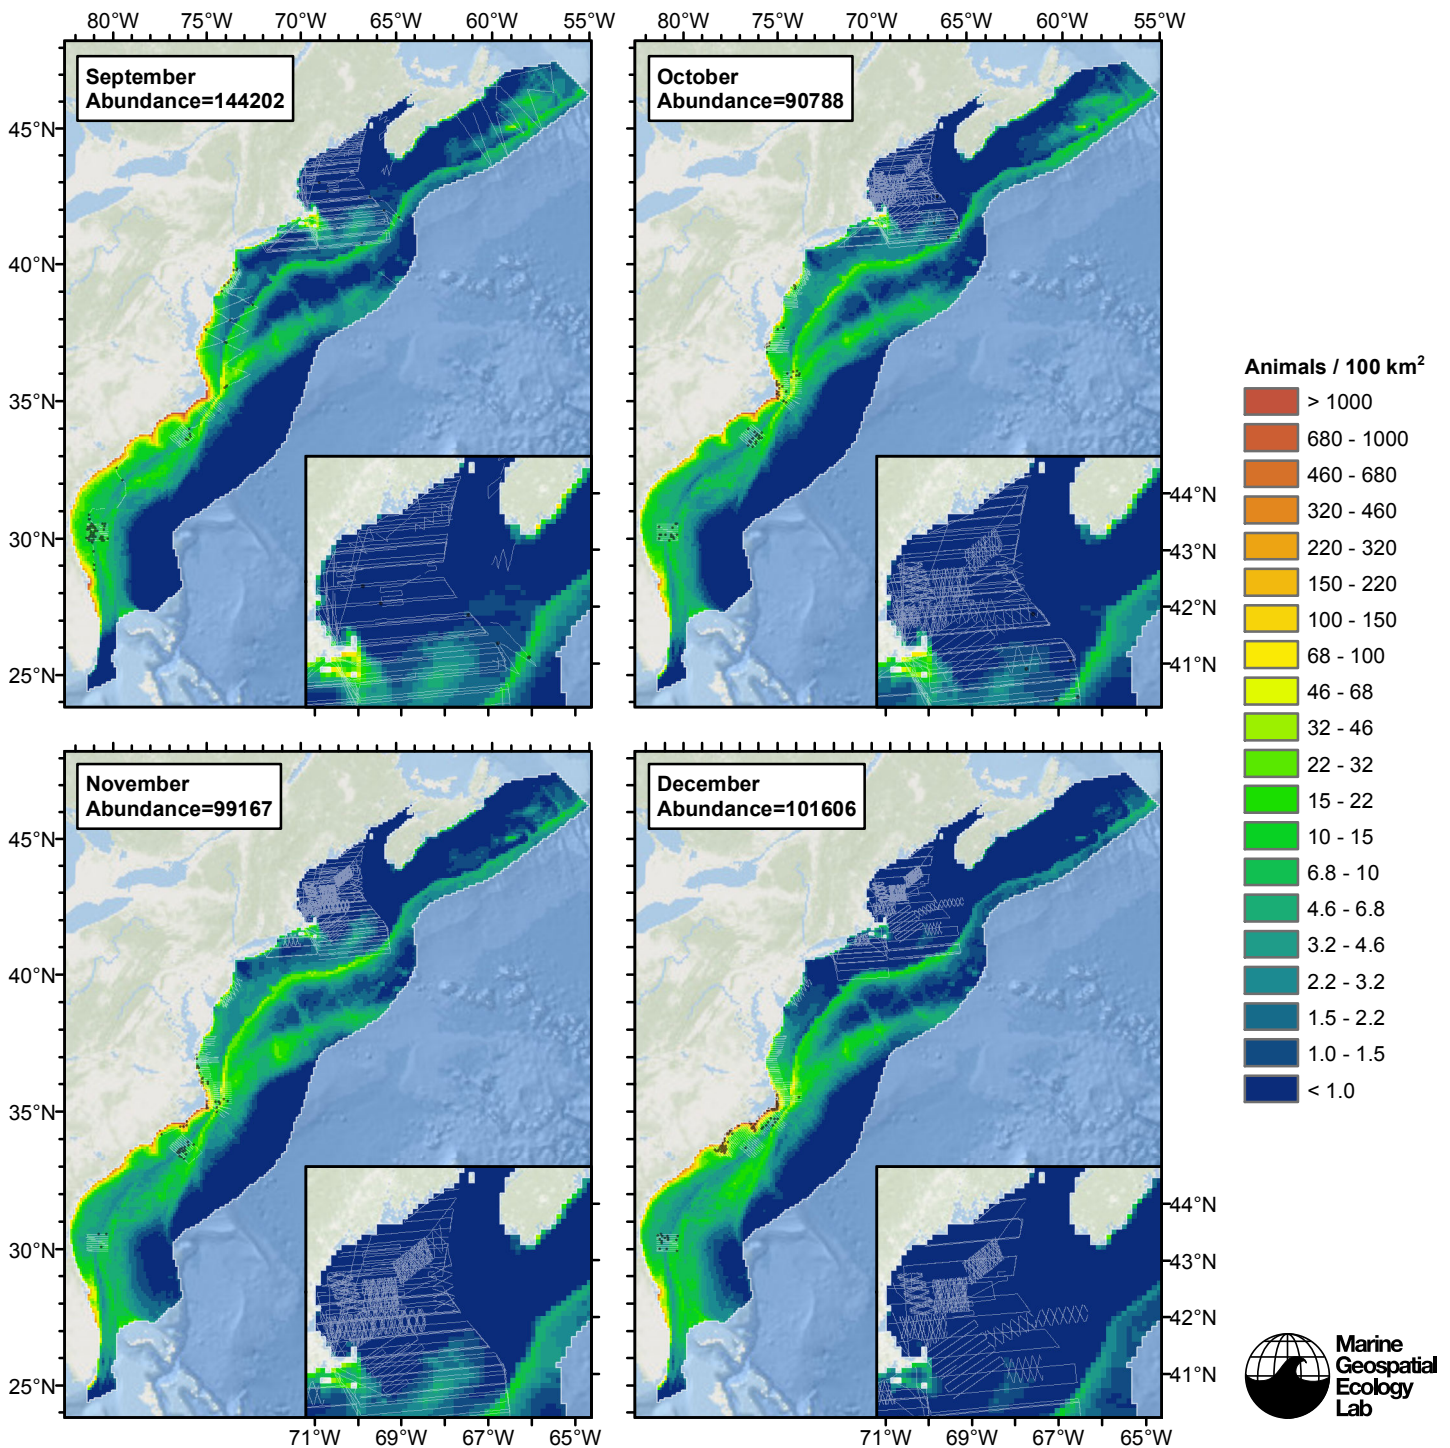 80°W 75°W 70°W 65°W 60°W 55°W
80°W 75°W 70°W 65°W 60°W 55°W
September
Abundance=144202
October
Abundance=90788
45°N
40°N
35°N
30°N
25°N
44°N
43°N
42°N
41°N
November
Abundance=99167
December
Abundance=101606
45°N
40°N
35°N
30°N
25°N
44°N
43°N
42°N
41°N
71°W 69°W 67°W 65°W
71°W 69°W 67°W 65°W
Animals / 100 km²
> 1000
680 - 1000
460 - 680
320 - 460
220 - 320
150 - 220
100 - 150
68 - 100
46 - 68
32 - 46
22 - 32
15 - 22
10 - 15
6.8 - 10
4.6 - 6.8
3.2 - 4.6
2.2 - 3.2
1.5 - 2.2
1.0 - 1.5
< 1.0
Marine
Geospatial
Ecology
Lab